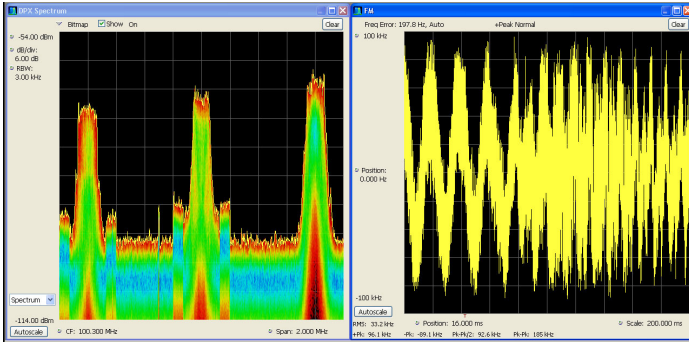 DPX Spectrum
Bitmap Show On Clear
-54.00 dBm
dB/div:
6.00 dB
RBW:
3.00 kHz
Spectrum
-114.00 dBm
Autoscale CF: 100.300 MHz Span: 2.000 MHz
FM
Freq Error: 197.8 Hz, Auto +Peak Normal Clear
100 kHz
Position:
0.000 Hz
-100 kHz
Autoscale
Position: 16.000 ms Scale: 200.000 ms
RMS: 33.2 kHz
+Pk: 96.1 kHz -Pk: -89.1 kHz Pk-Pk/2: 92.6 kHz Pk-Pk: 185 kHz